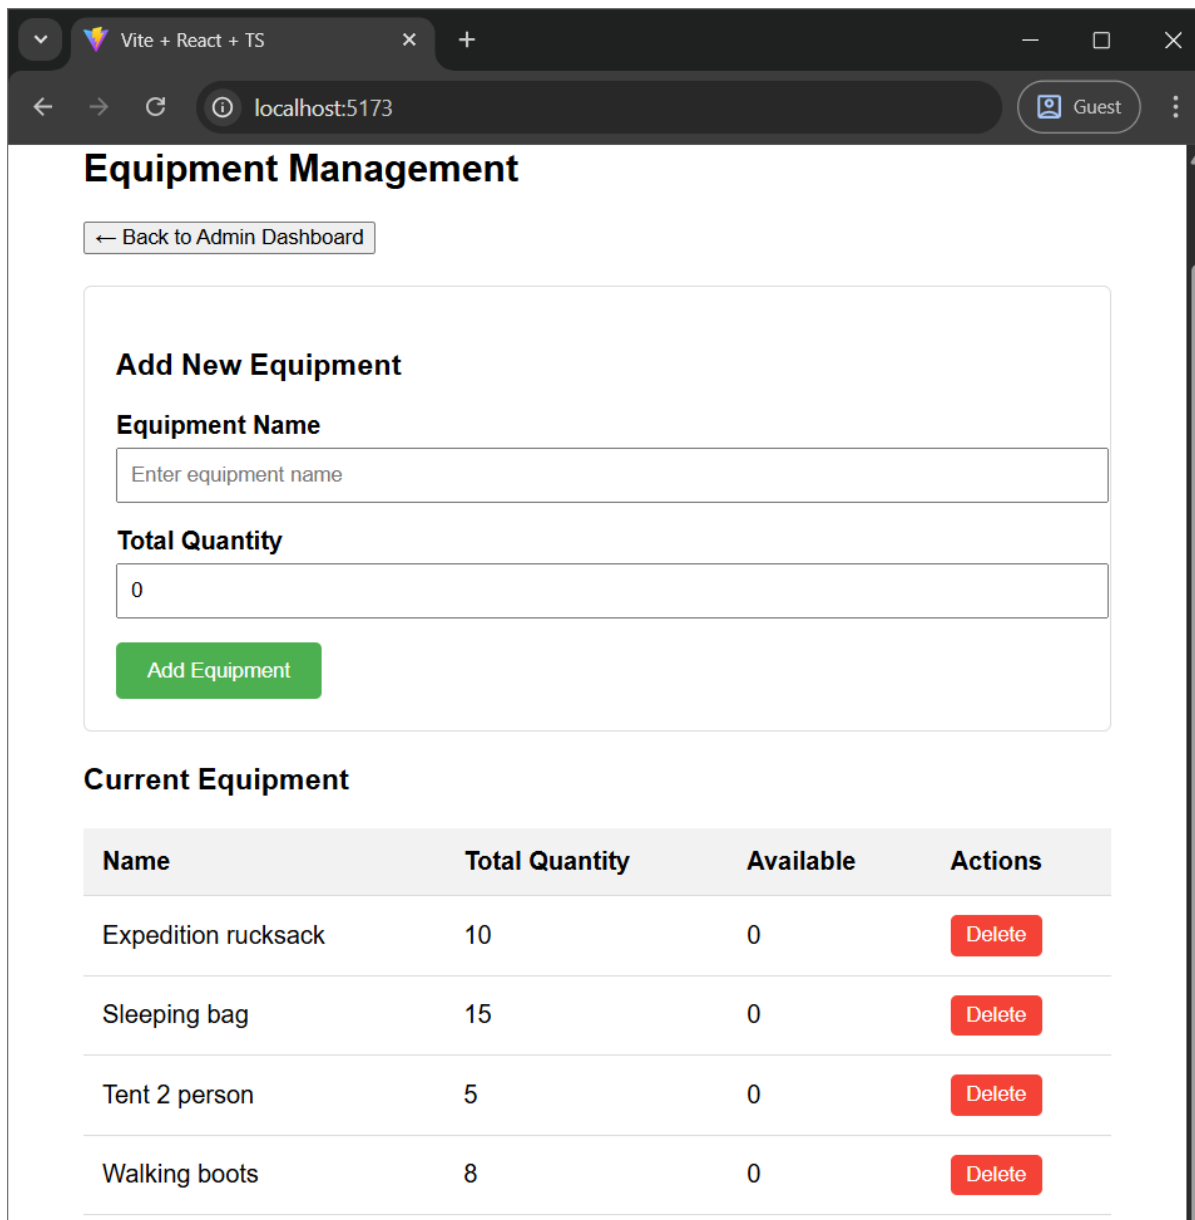 Vite + React + TS
localhost:5173
Guest
Equipment Management
← Back to Admin Dashboard
Add New Equipment
Equipment Name
Enter equipment name
Total Quantity
0
Add Equipment
Current Equipment
Name Total Quantity Available Actions
Expedition rucksack 10 0 Delete
Sleeping bag 15 0 Delete
Tent 2 person 5 0 Delete
Walking boots 8 0 Delete